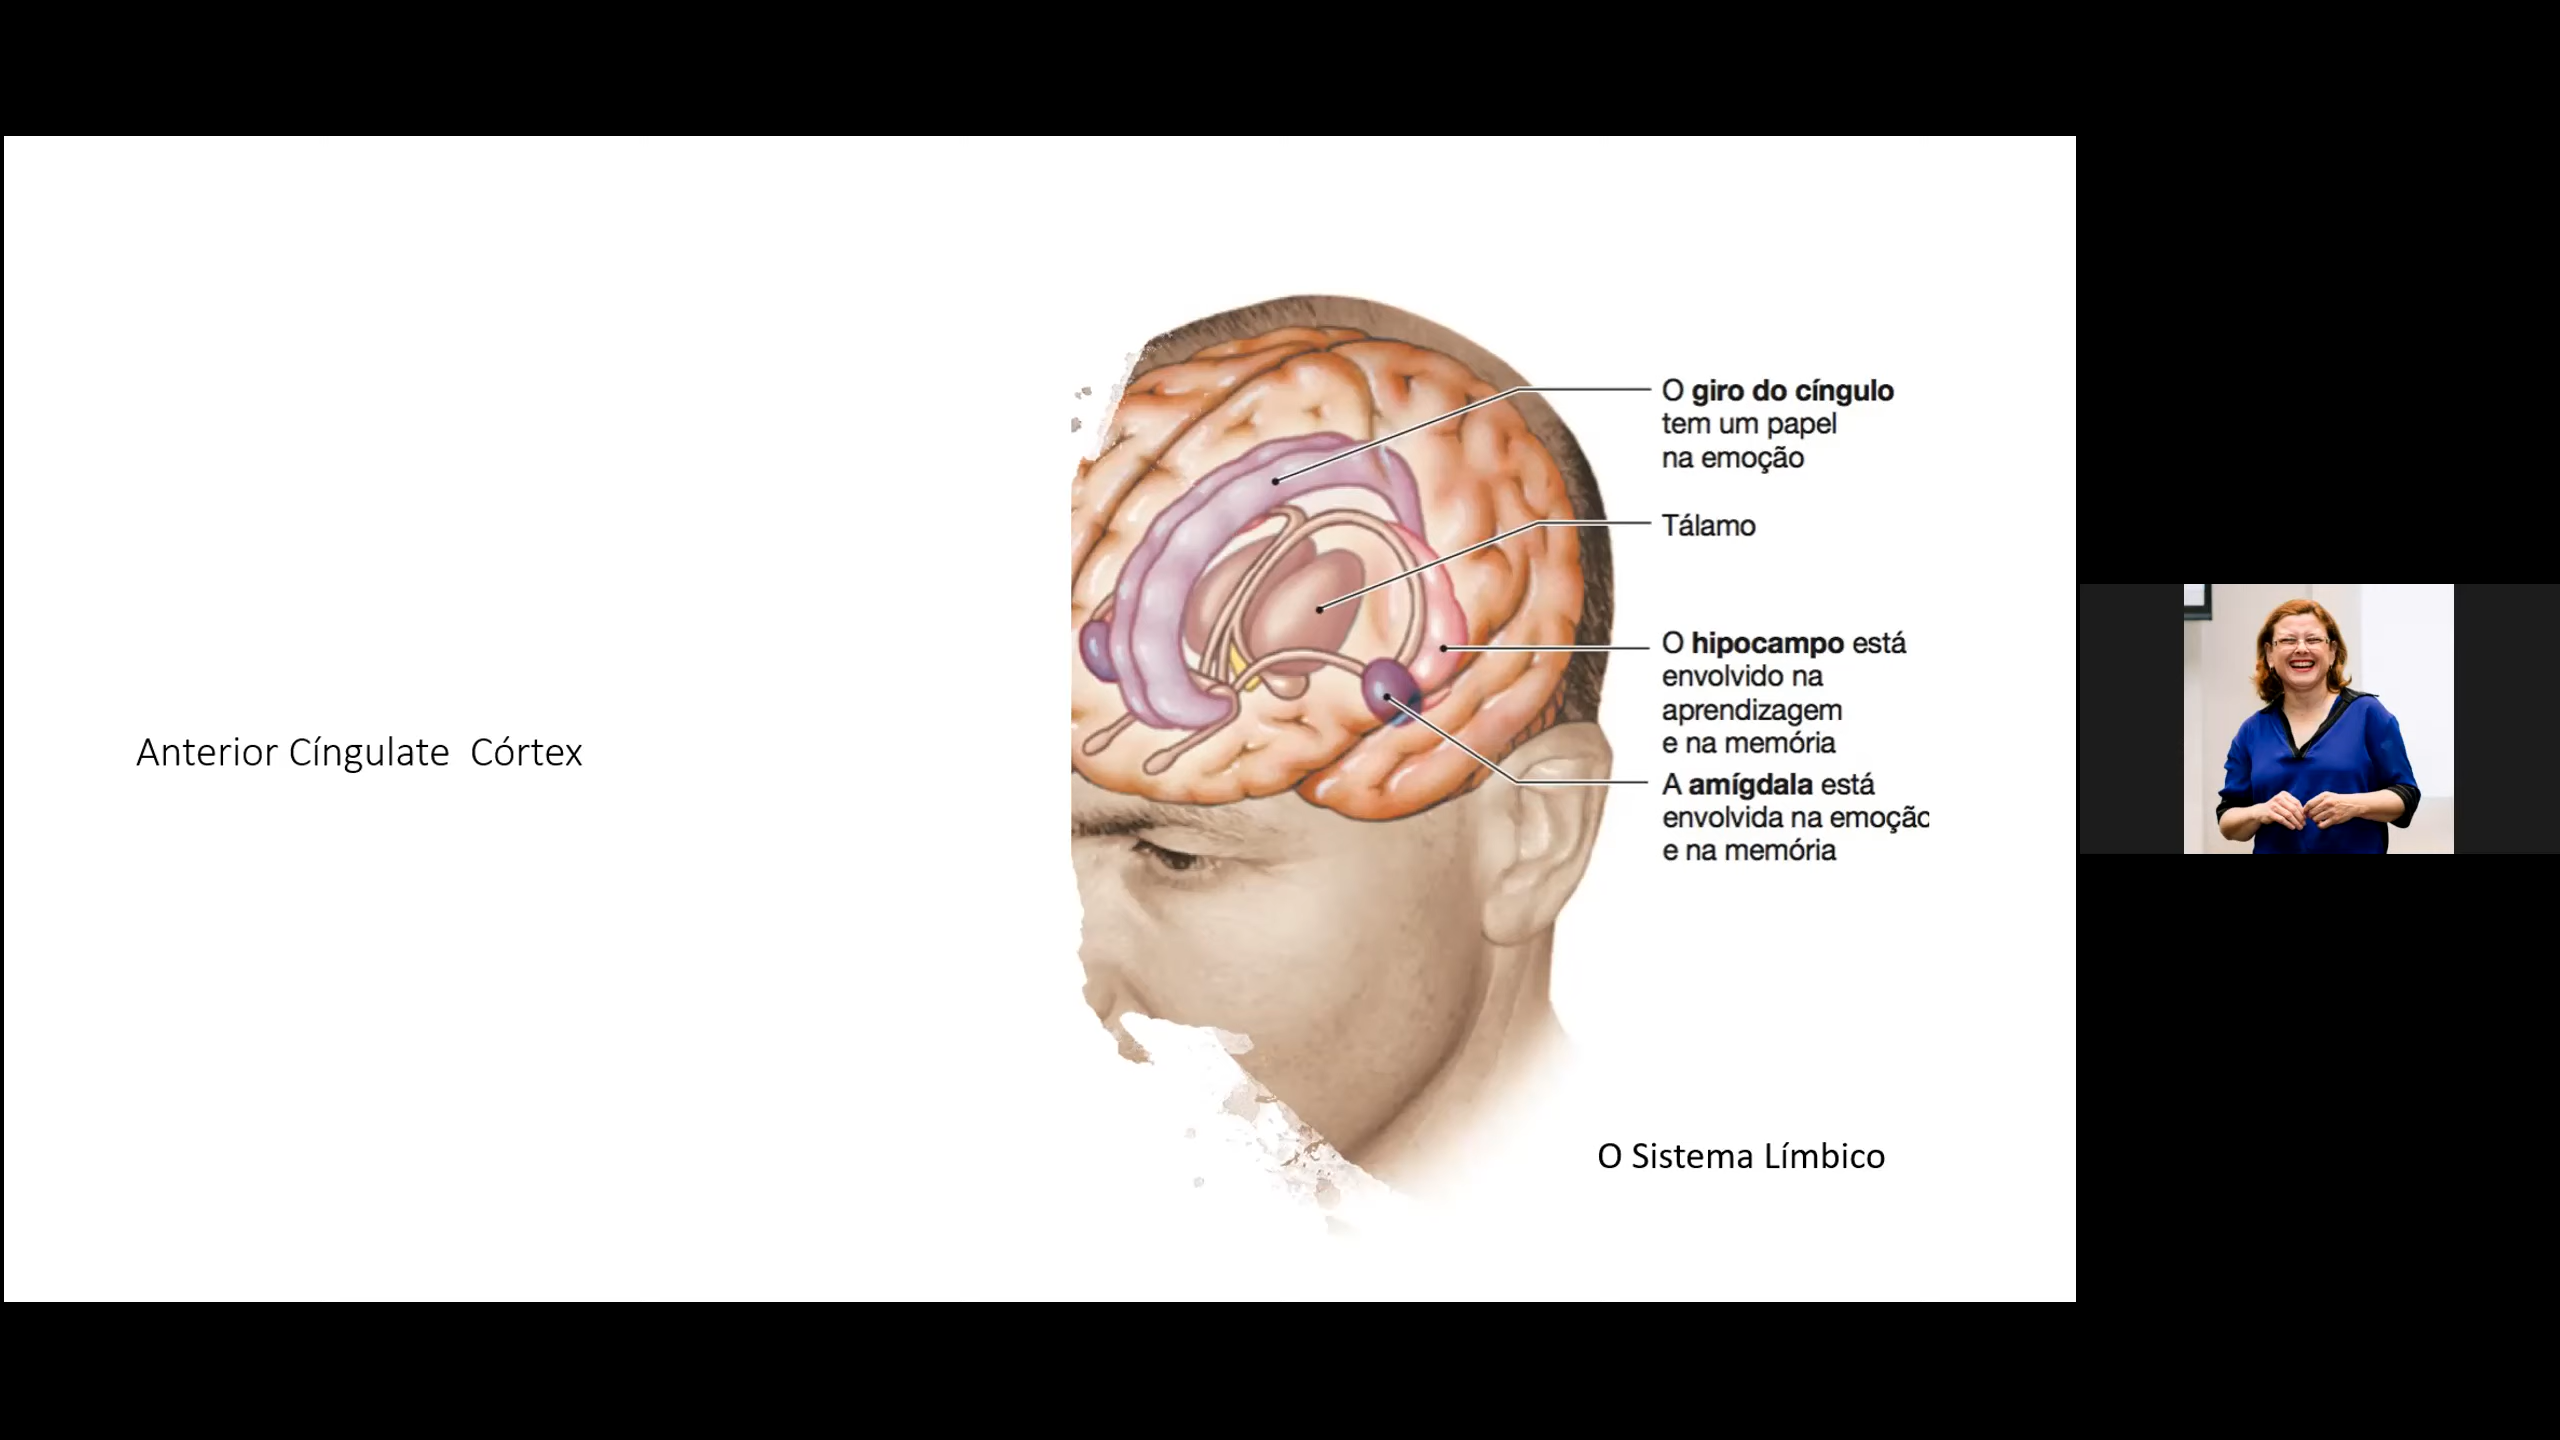 Anterior Cíngulate  Córtex
O giro do cíngulo
tem um papel
na emoção
Tálamo
O hipocampo está
envolvido na
aprendizagem
e na memória
A amígdala está
envolvida na emoção
e na memória
O Sistema Límbico